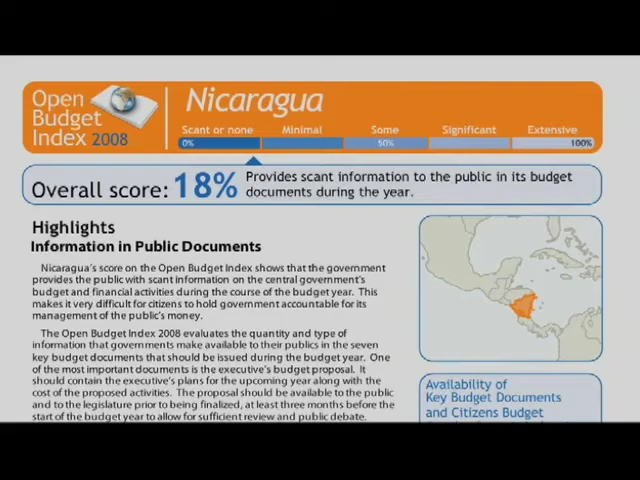 Open
Budget
Index 2008
Nicaragua
Scant or none Minimal Some Significant Extensive
0% 50% 100%
Overall score: 18%
Provides scant information to the public in its budget
documents during the year.
Highlights
Information in Public Documents
Nicaragua's score on the Open Budget Index shows that the government
provides the public with scant information on the central government's
budget and financial activities during the course of the budget year. This
makes it very difficult for citizens to hold government accountable for its
management of the public's money.
The Open Budget Index 2008 evaluates the quantity and type of
information that governments make available to their publics in the seven
key budget documents that should be issued during the budget year. One
of the most important documents is the executive's budget proposal. It
should contain the executive's plans for the upcoming year along with the
cost of the proposed activities. The proposal should be available to the public
and to the legislature prior to being finalized, at least three months before the
start of the budget year to allow for sufficient review and public debate.
Availability of
Key Budget Documents
and Citizens Budget